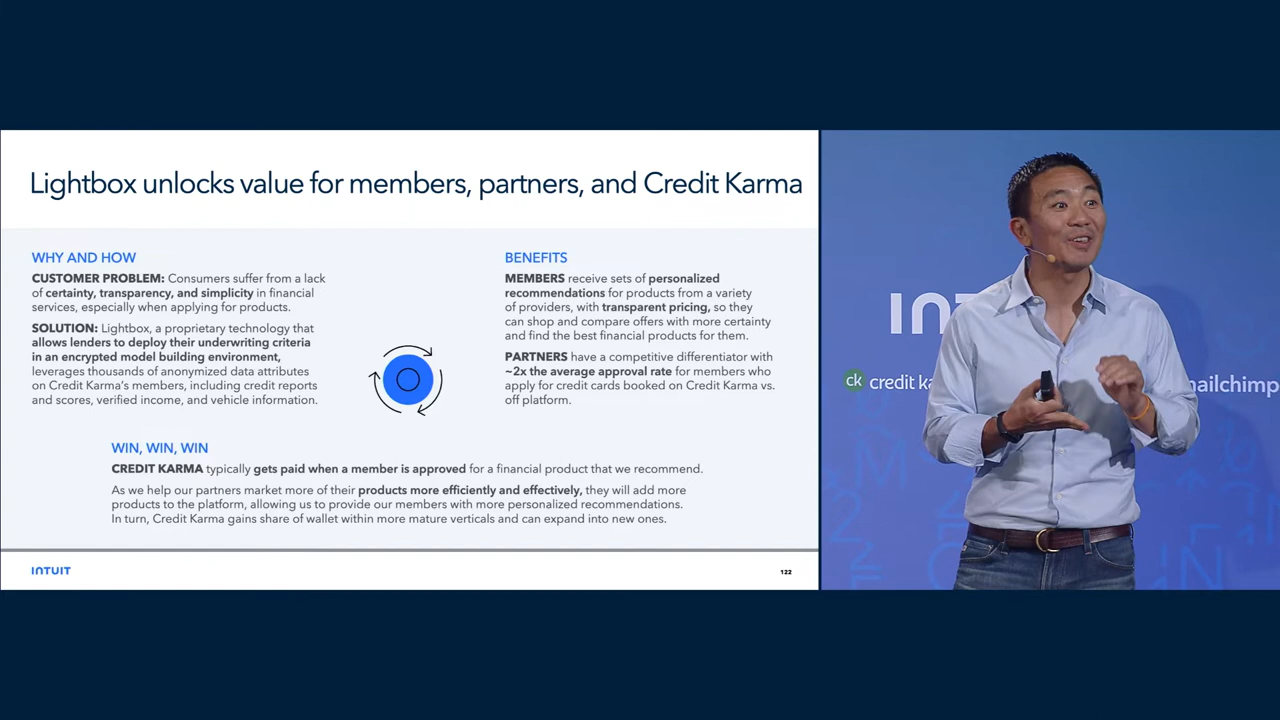 Lightbox unlocks value for members, partners, and Credit Karma
WHY AND HOW
CUSTOMER PROBLEM: Consumers suffer from a lack
of certainty, transparency, and simplicity in financial
services, especially when applying for products.
SOLUTION: Lightbox, a proprietary technology that
allows lenders to deploy their underwriting criteria
in an encrypted model building environment,
leverages thousands of anonymized data attributes
on Credit Karma's members, including credit reports
and scores, verified income, and vehicle information.
BENEFITS
MEMBERS receive sets of personalized
recommendations for products from a variety
of providers, with transparent pricing, so they
can shop and compare offers with more certainty
and find the best financial products for them.
PARTNERS have a competitive differentiator with
~2x the average approval rate for members who
apply for credit cards booked on Credit Karma vs.
off platform.
WIN, WIN, WIN
CREDIT KARMA typically gets paid when a member is approved for a financial product that we recommend.
As we help our partners market more of their products more efficiently and effectively, they will add more
products to the platform, allowing us to provide our members with more personalized recommendations.
In turn, Credit Karma gains share of wallet within more mature verticals and can expand into new ones.
INTUIT
122
INTU
ck credit ka
mailchimp